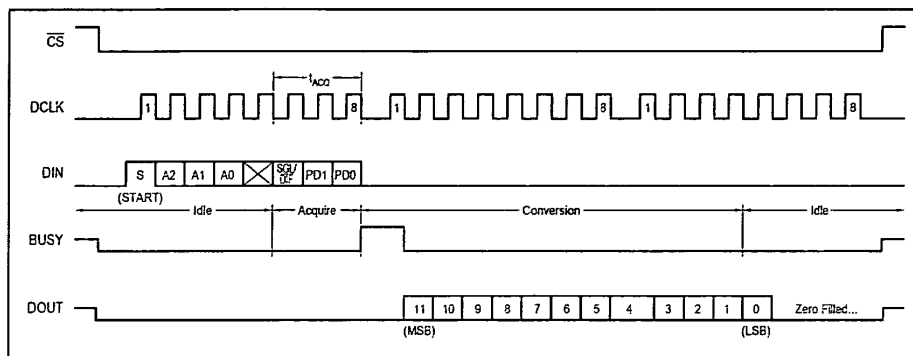 CS
tACQ
DCLK 1 8 1 8 1 8
DIN S A2 A1 A0 SGL/DIF PD1 PD0
(START)
Idle Acquire Conversion Idle
BUSY
DOUT 11 10 9 8 7 6 5 4 3 2 1 0 Zero Filled...
(MSB) (LSB)